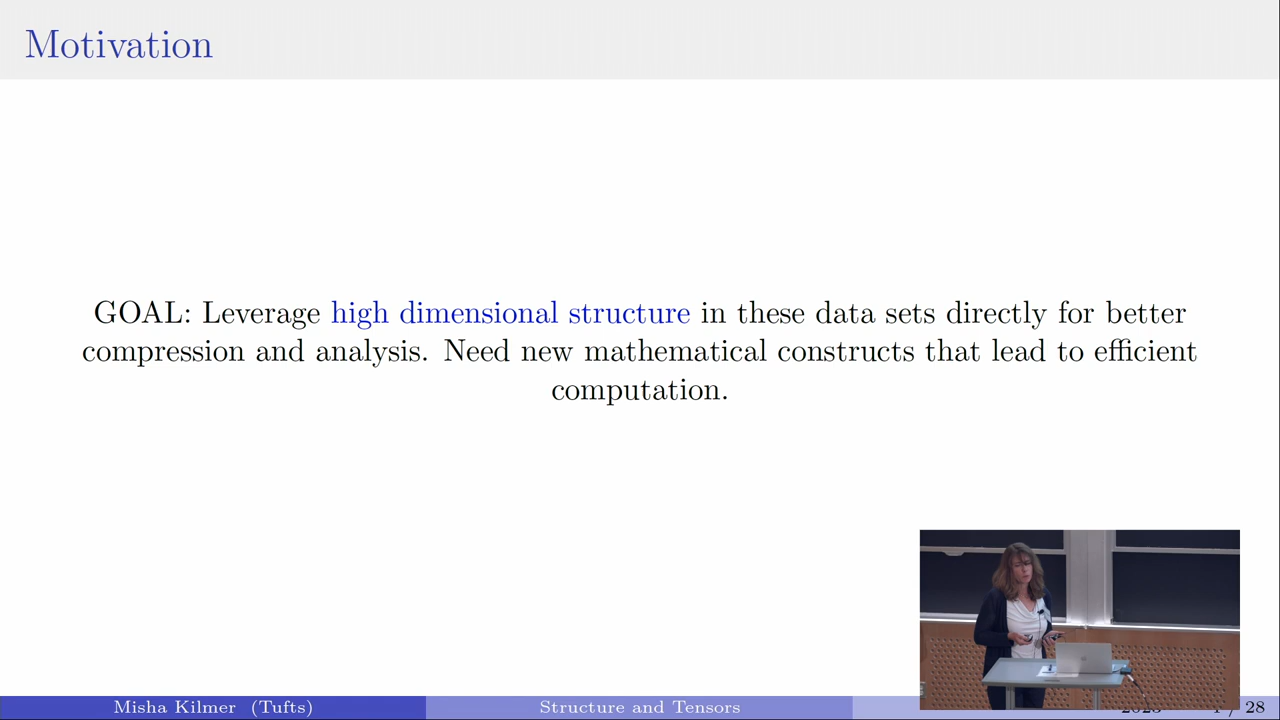 Motivation
GOAL: Leverage high dimensional structure in these data sets directly for better
compression and analysis. Need new mathematical constructs that lead to efficient
computation.
Misha Kilmer (Tufts)
Structure and Tensors
/ 28